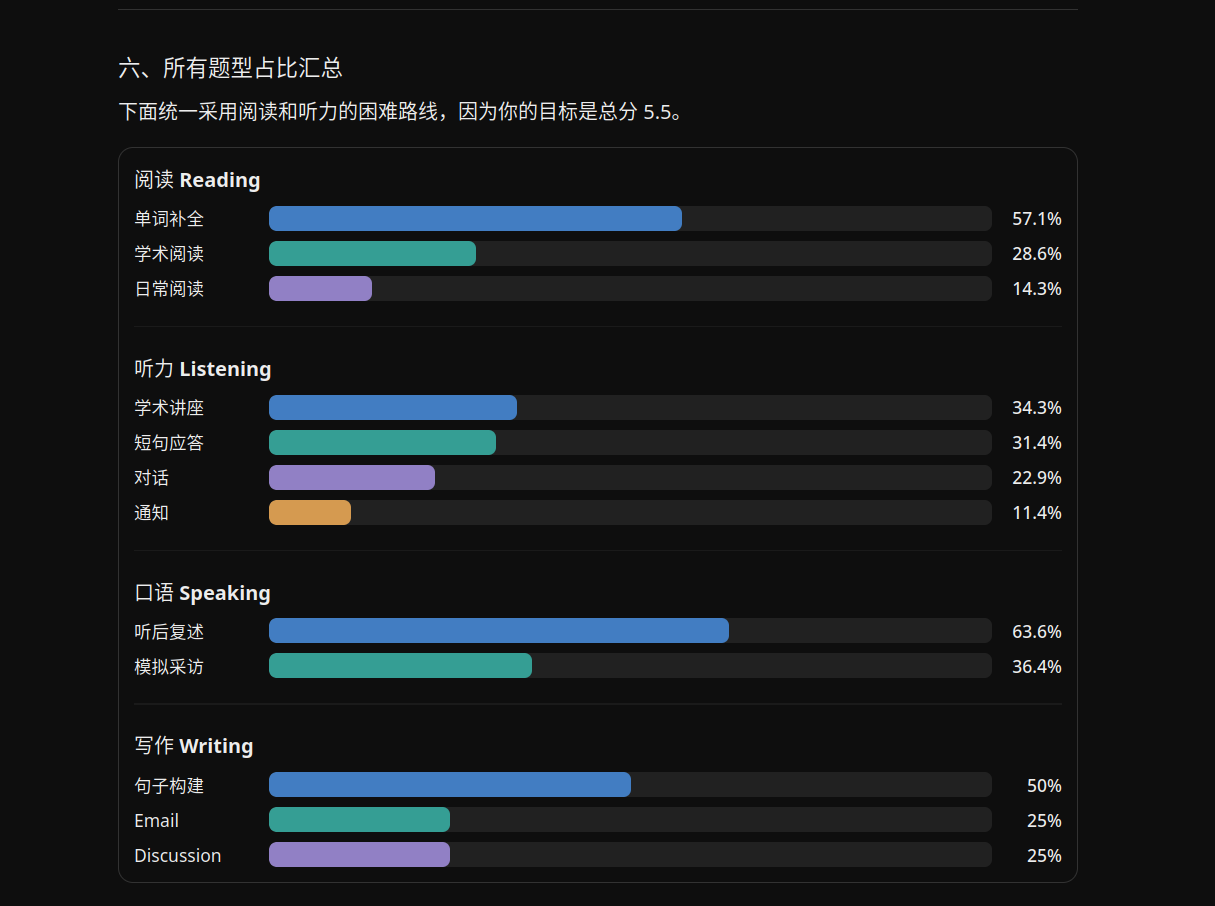 六、所有题型占比汇总
下面统一采用阅读和听力的困难路线，因为你的目标是总分 5.5。
阅读 Reading
单词补全 57.1%
学术阅读 28.6%
日常阅读 14.3%
听力 Listening
学术讲座 34.3%
短句应答 31.4%
对话 22.9%
通知 11.4%
口语 Speaking
听后复述 63.6%
模拟采访 36.4%
写作 Writing
句子构建 50%
Email 25%
Discussion 25%